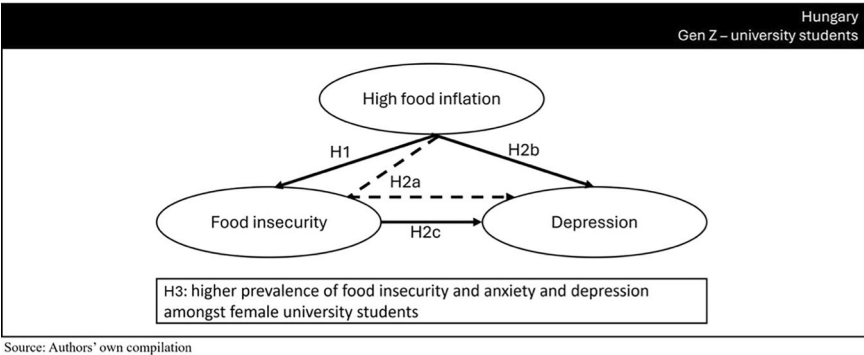 Hungary
Gen Z – university students
High food inflation
H1
H2b
H2a
Food insecurity
Depression
H2c
H3: higher prevalence of food insecurity and anxiety and depression
amongst female university students
Source: Authors’ own compilation